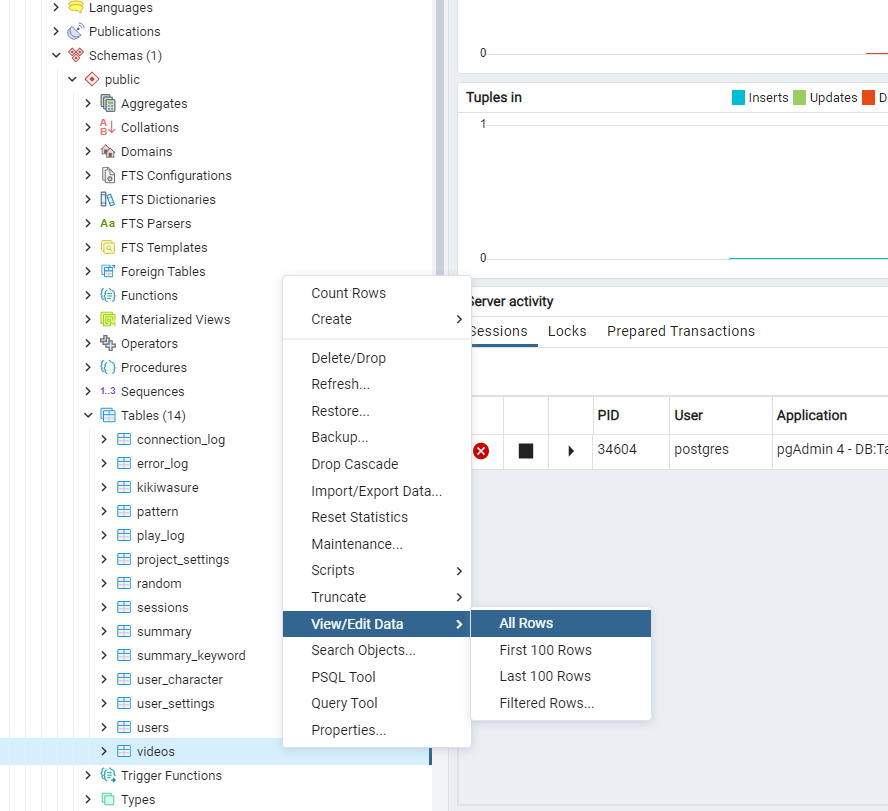 Languages
Publications
Schemas (1)
public
Aggregates
Collations
Domains
FTS Configurations
FTS Dictionaries
Aa FTS Parsers
FTS Templates
Foreign Tables
Functions
Materialized Views
Operators
Procedures
1..3 Sequences
Tables (14)
connection_log
error_log
kikiwasure
pattern
play_log
project_settings
random
sessions
summary
summary_keyword
user_character
user_settings
users
videos
Trigger Functions
Types
Count Rows
Create
Delete/Drop
Refresh...
Restore...
Backup...
Drop Cascade
Import/Export Data...
Reset Statistics
Maintenance...
Scripts
Truncate
View/Edit Data
Search Objects...
PSQL Tool
Query Tool
Properties...
All Rows
First 100 Rows
Last 100 Rows
Filtered Rows...
0
Tuples in
Inserts Updates D
1
0
Server activity
Sessions Locks Prepared Transactions
PID User Application
34604 postgres pgAdmin 4 - DB:Ta